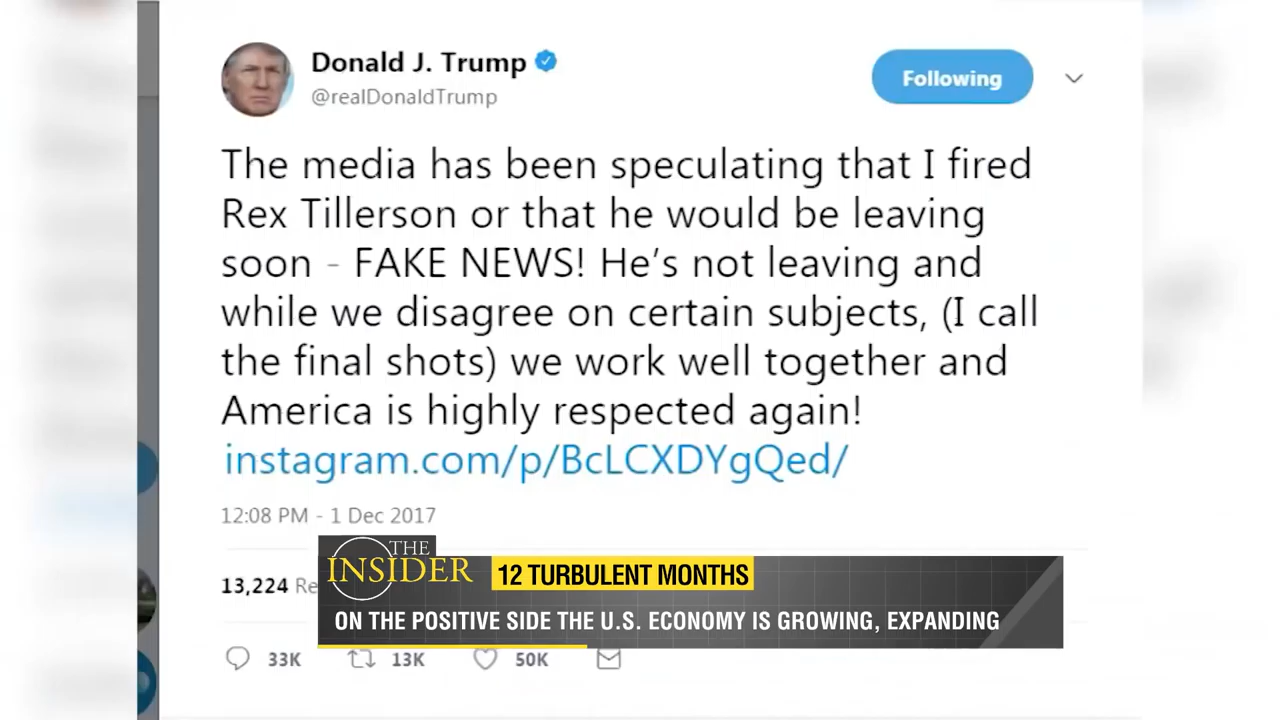 Donald J. Trump
@realDonaldTrump
Following
The media has been speculating that I fired
Rex Tillerson or that he would be leaving
soon - FAKE NEWS! He's not leaving and
while we disagree on certain subjects, (I call
the final shots) we work well together and
America is highly respected again!
instagram.com/p/BcLCXDYgQed/
12:08 PM - 1 Dec 2017
13,224 Re
THE
INSIDER
12 TURBULENT MONTHS
ON THE POSITIVE SIDE THE U.S. ECONOMY IS GROWING, EXPANDING
33K 13K 50K